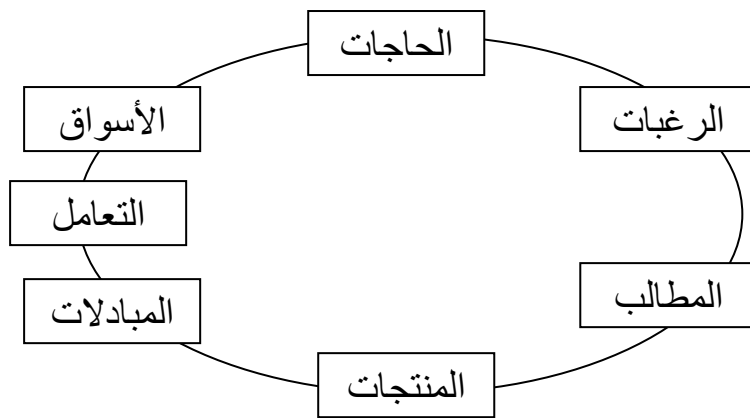 الحاجات
الرغبات
المطالب
المنتجات
المبادلات
التعامل
الأسواق